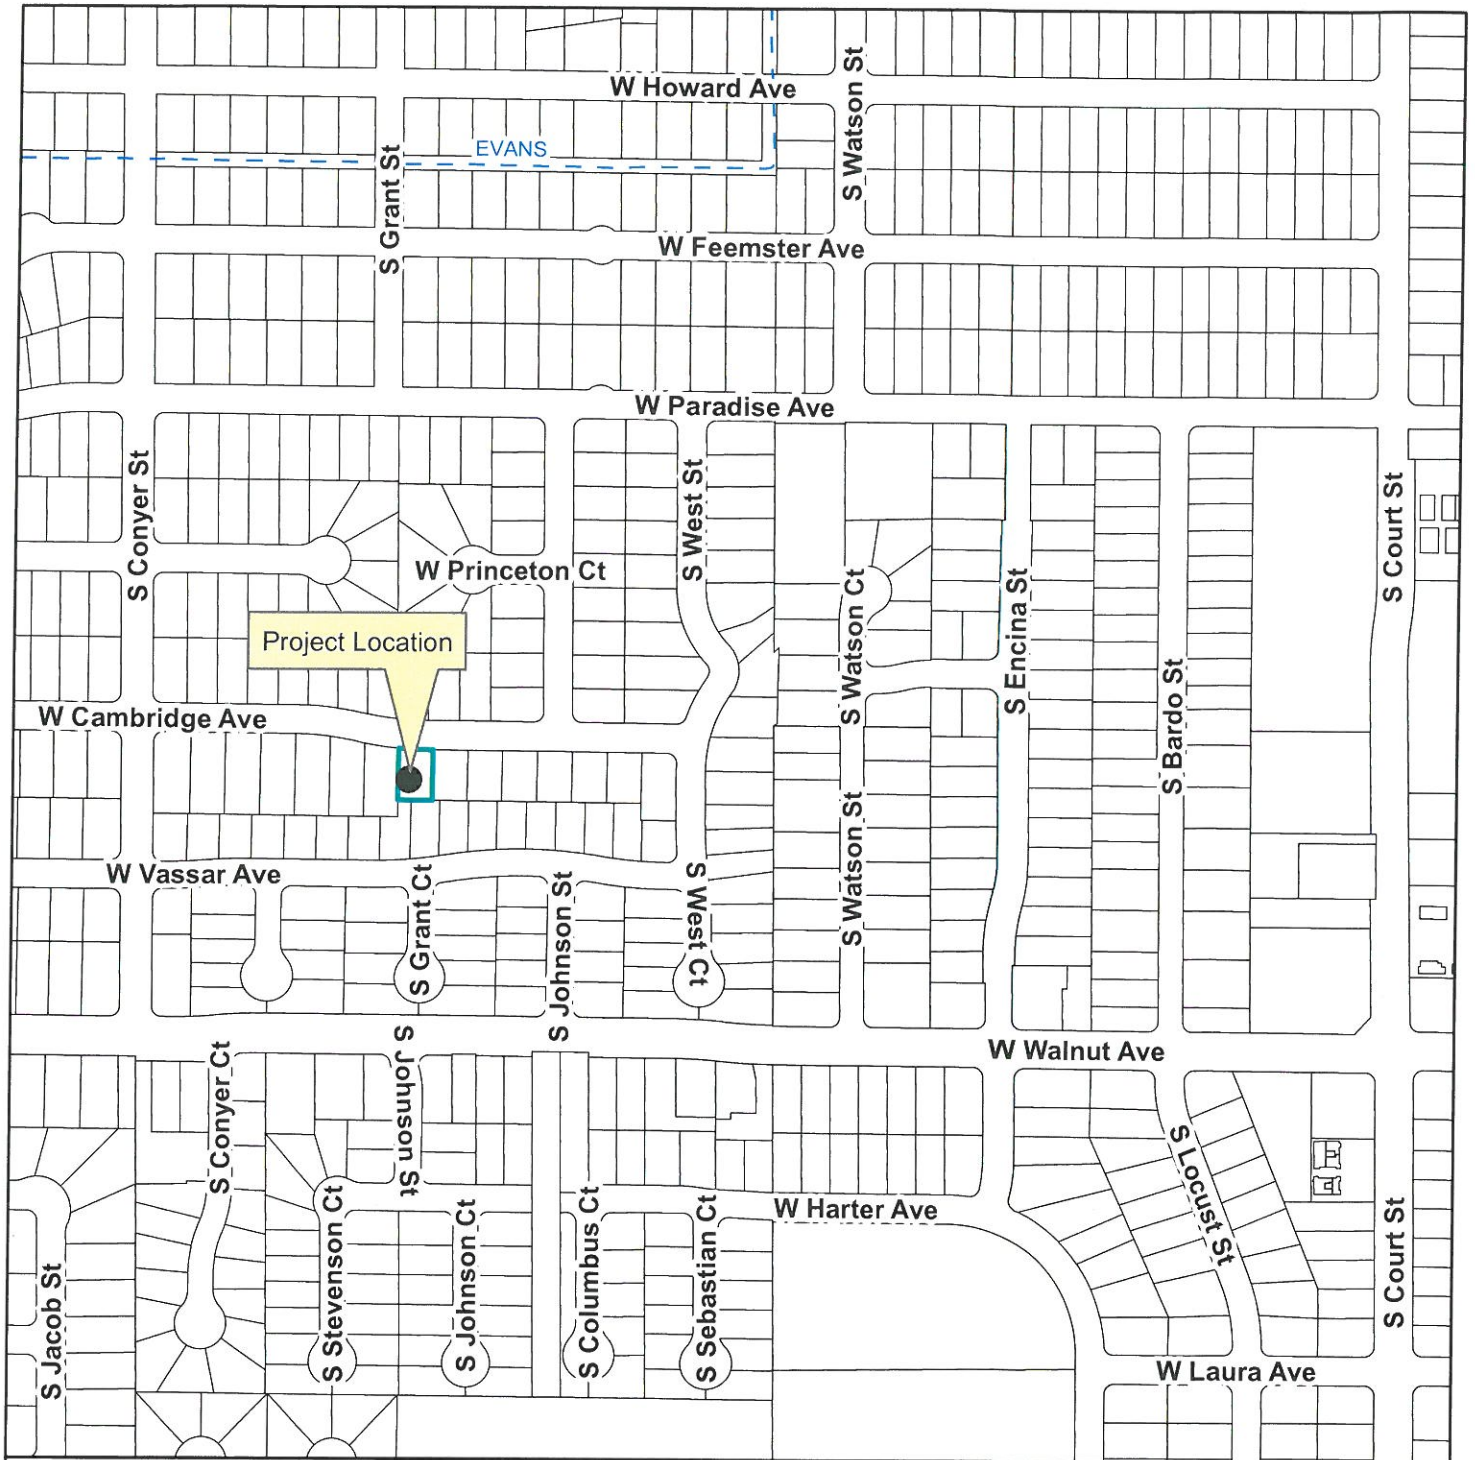 W Howard Ave
S Watson St
EVANS
S Grant St
W Feemster Ave
W Paradise Ave
S Conyer St
S West St
S Court St
W Princeton Ct
S Watson Ct
S Encina St
Project Location
S Bardo St
W Cambridge Ave
S Watson St
W Vassar Ave
S Grant Ct
S Johnson St
S West Ct
W Walnut Ave
S Conyer Ct
S Johnson St
S Locust St
S Stevenson Ct
S Johnson Ct
S Columbus Ct
S Sebastian Ct
W Harter Ave
S Court St
S Jacob St
W Laura Ave